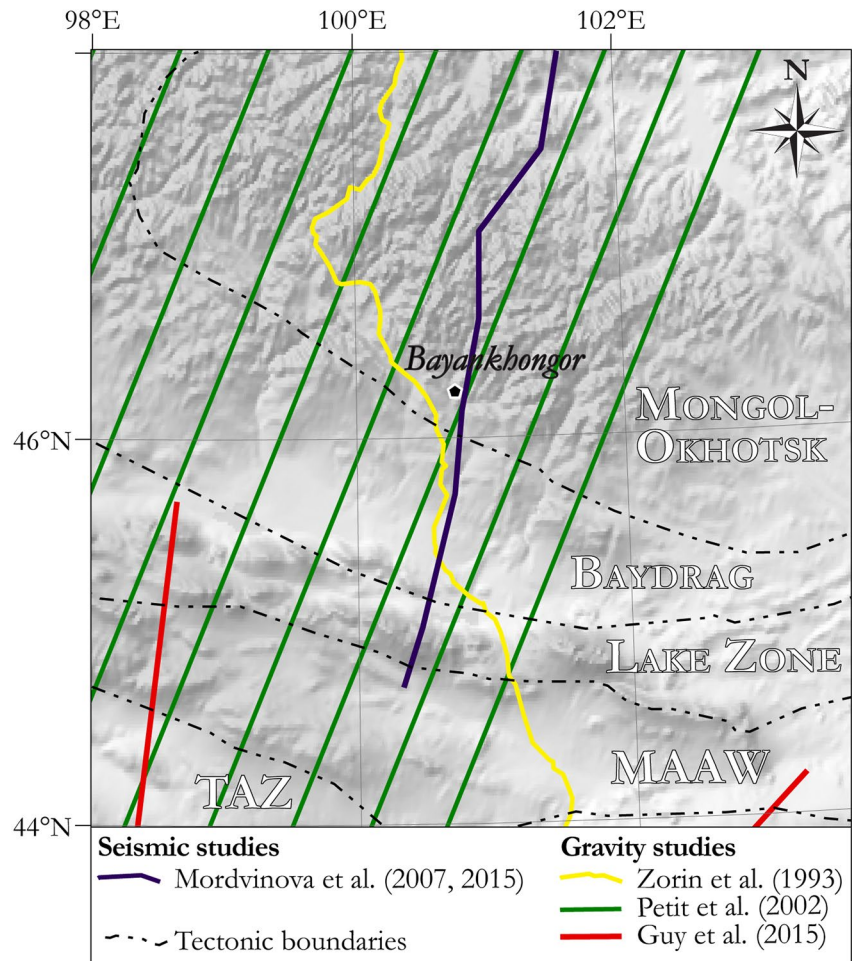 98°E 100°E 102°E
N
Bayankhongor
46°N
MONGOL-
OKHOTSK
BAYDRAG
LAKE ZONE
MAAW
TAZ
44°N
Seismic studies
Mordvinova et al. (2007, 2015)
Tectonic boundaries
Gravity studies
Zorin et al. (1993)
Petit et al. (2002)
Guy et al. (2015)